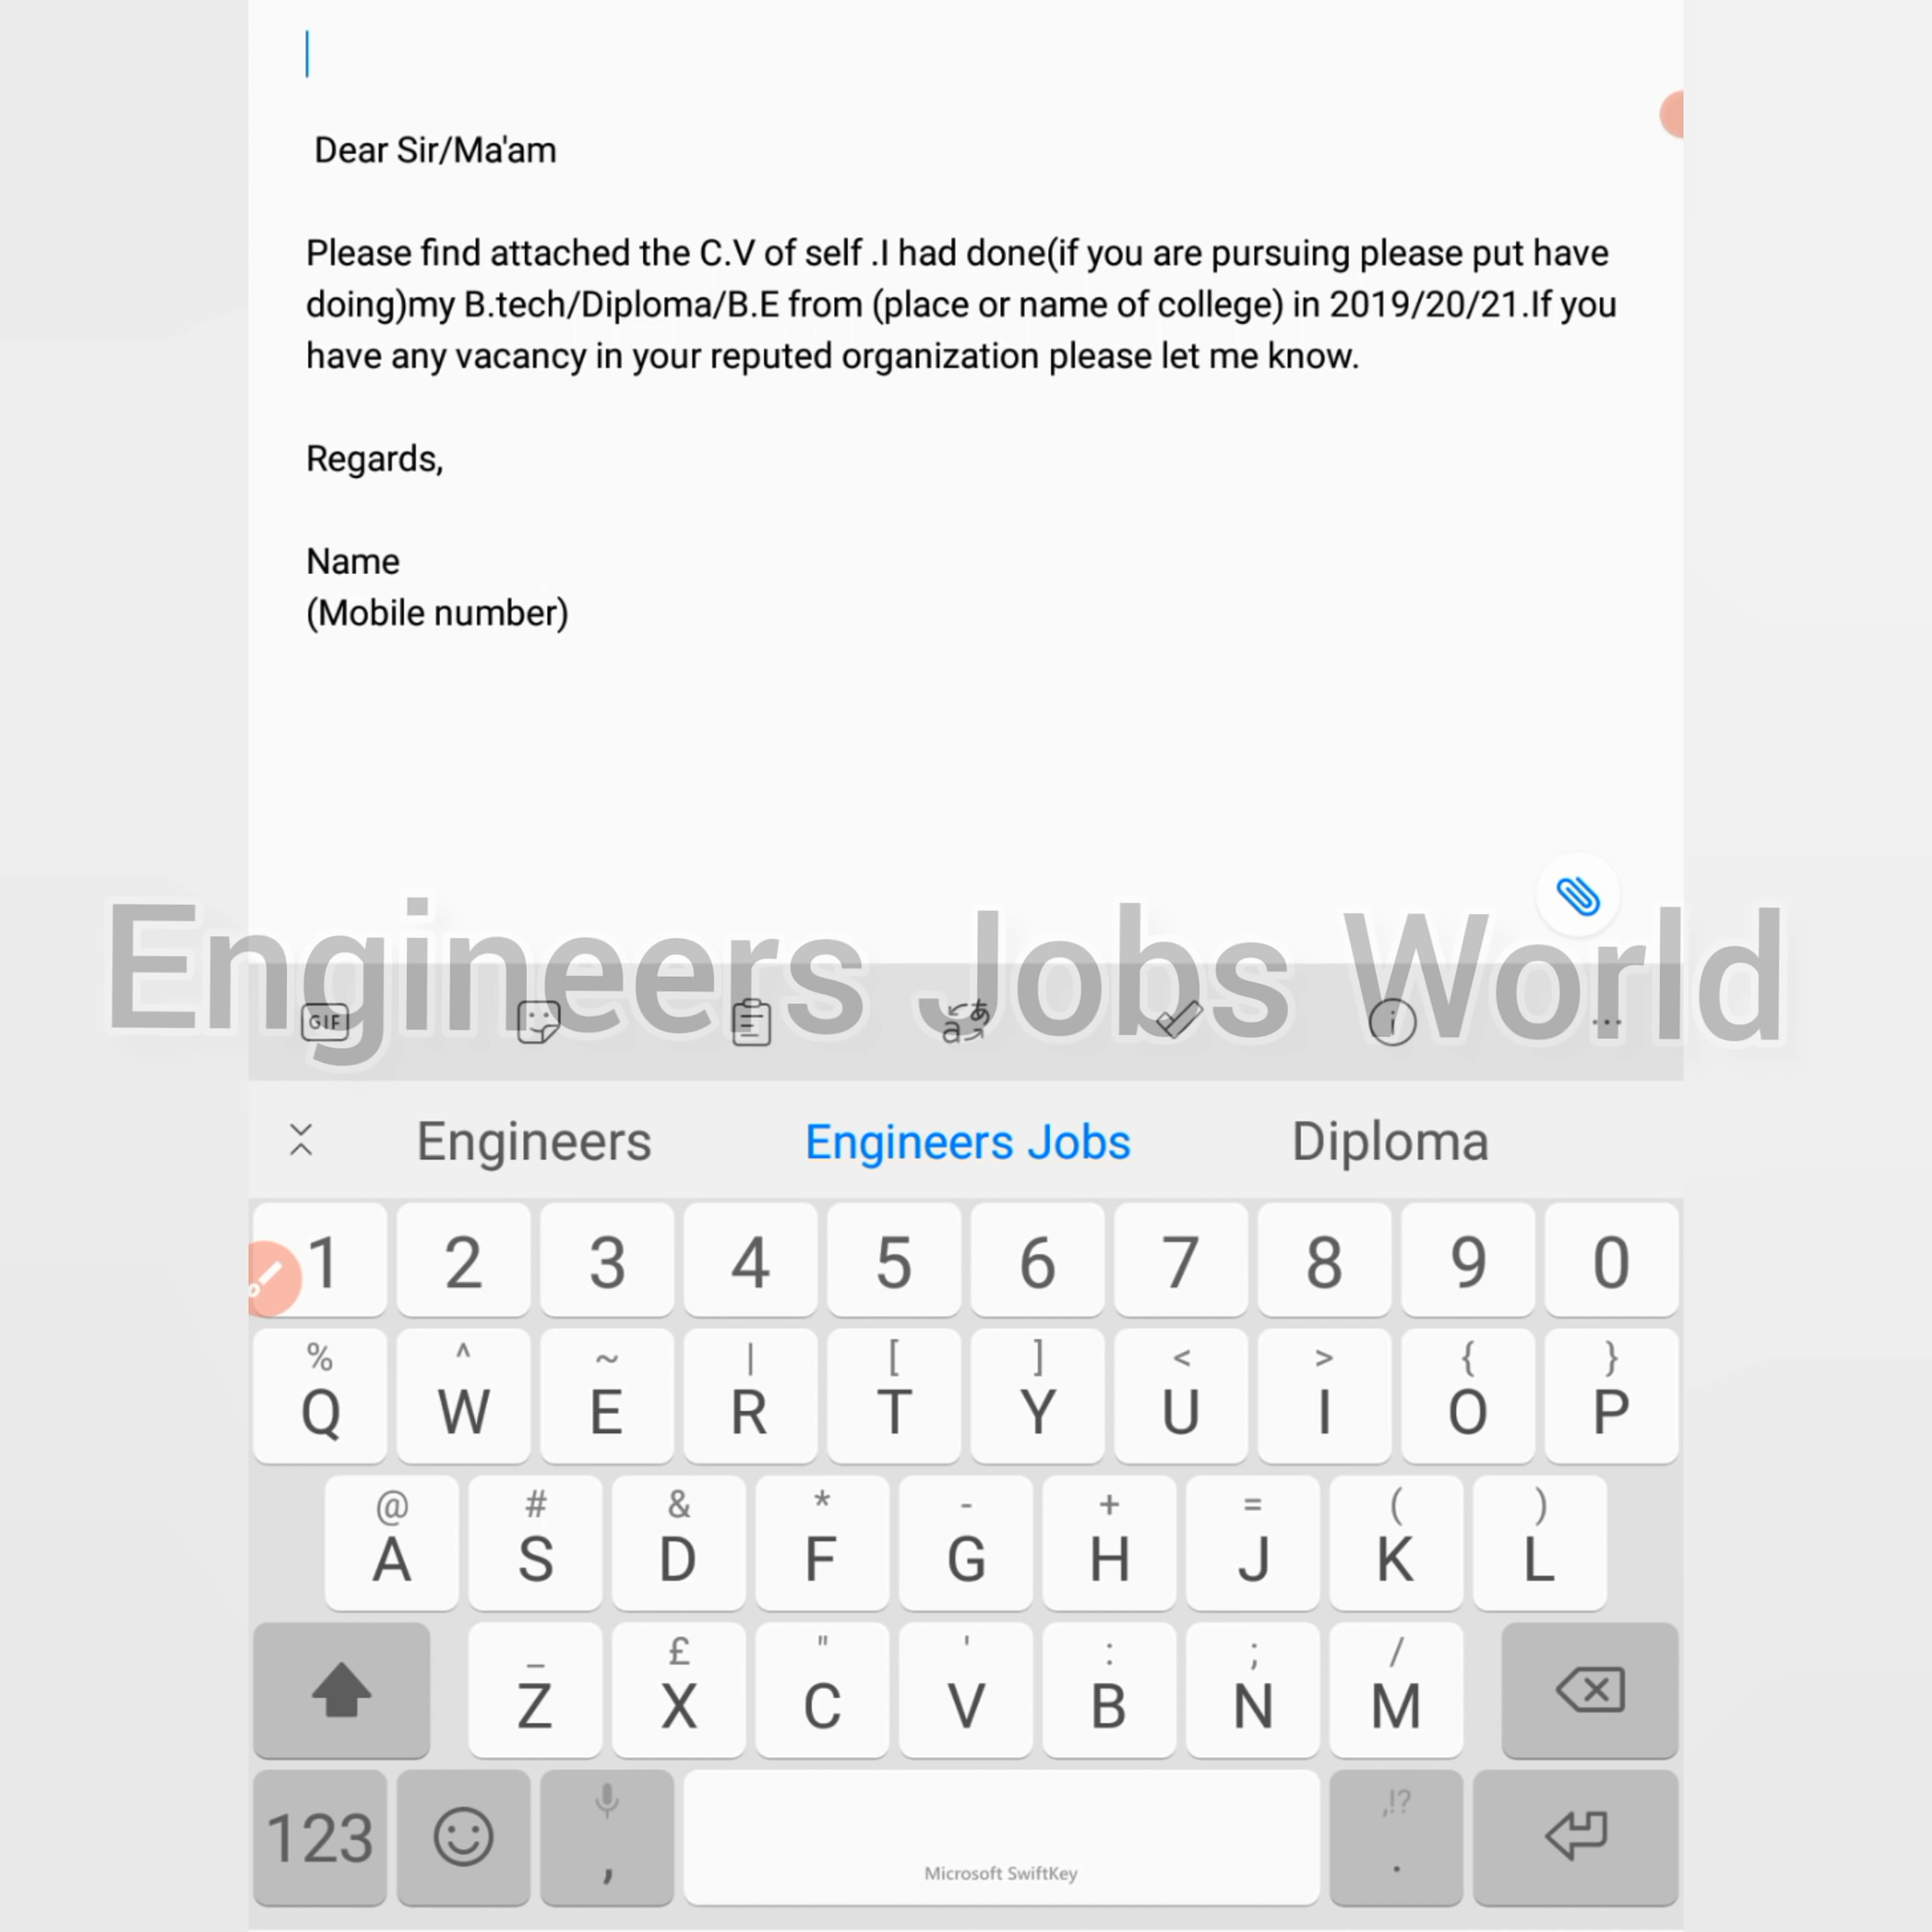 Dear Sir/Ma'am
Please find attached the C.V of self .I had done(if you are pursuing please put have
doing)my B.tech/Diploma/B.E from (place or name of college) in 2019/20/21.If you
have any vacancy in your reputed organization please let me know.
Regards,
Name
(Mobile number)
Engineers Jobs World
GIF
a あ
Engineers Engineers Jobs Diploma
1 2 3 4 5 6 7 8 9 0
% ^ ~ | [ ] < > { }
Q W E R T Y U I O P
@ # & * - + = ( )
A S D F G H J K L
_ £ " ' : ; /
Z X C V B N M
,!?
123 , .
Microsoft SwiftKey